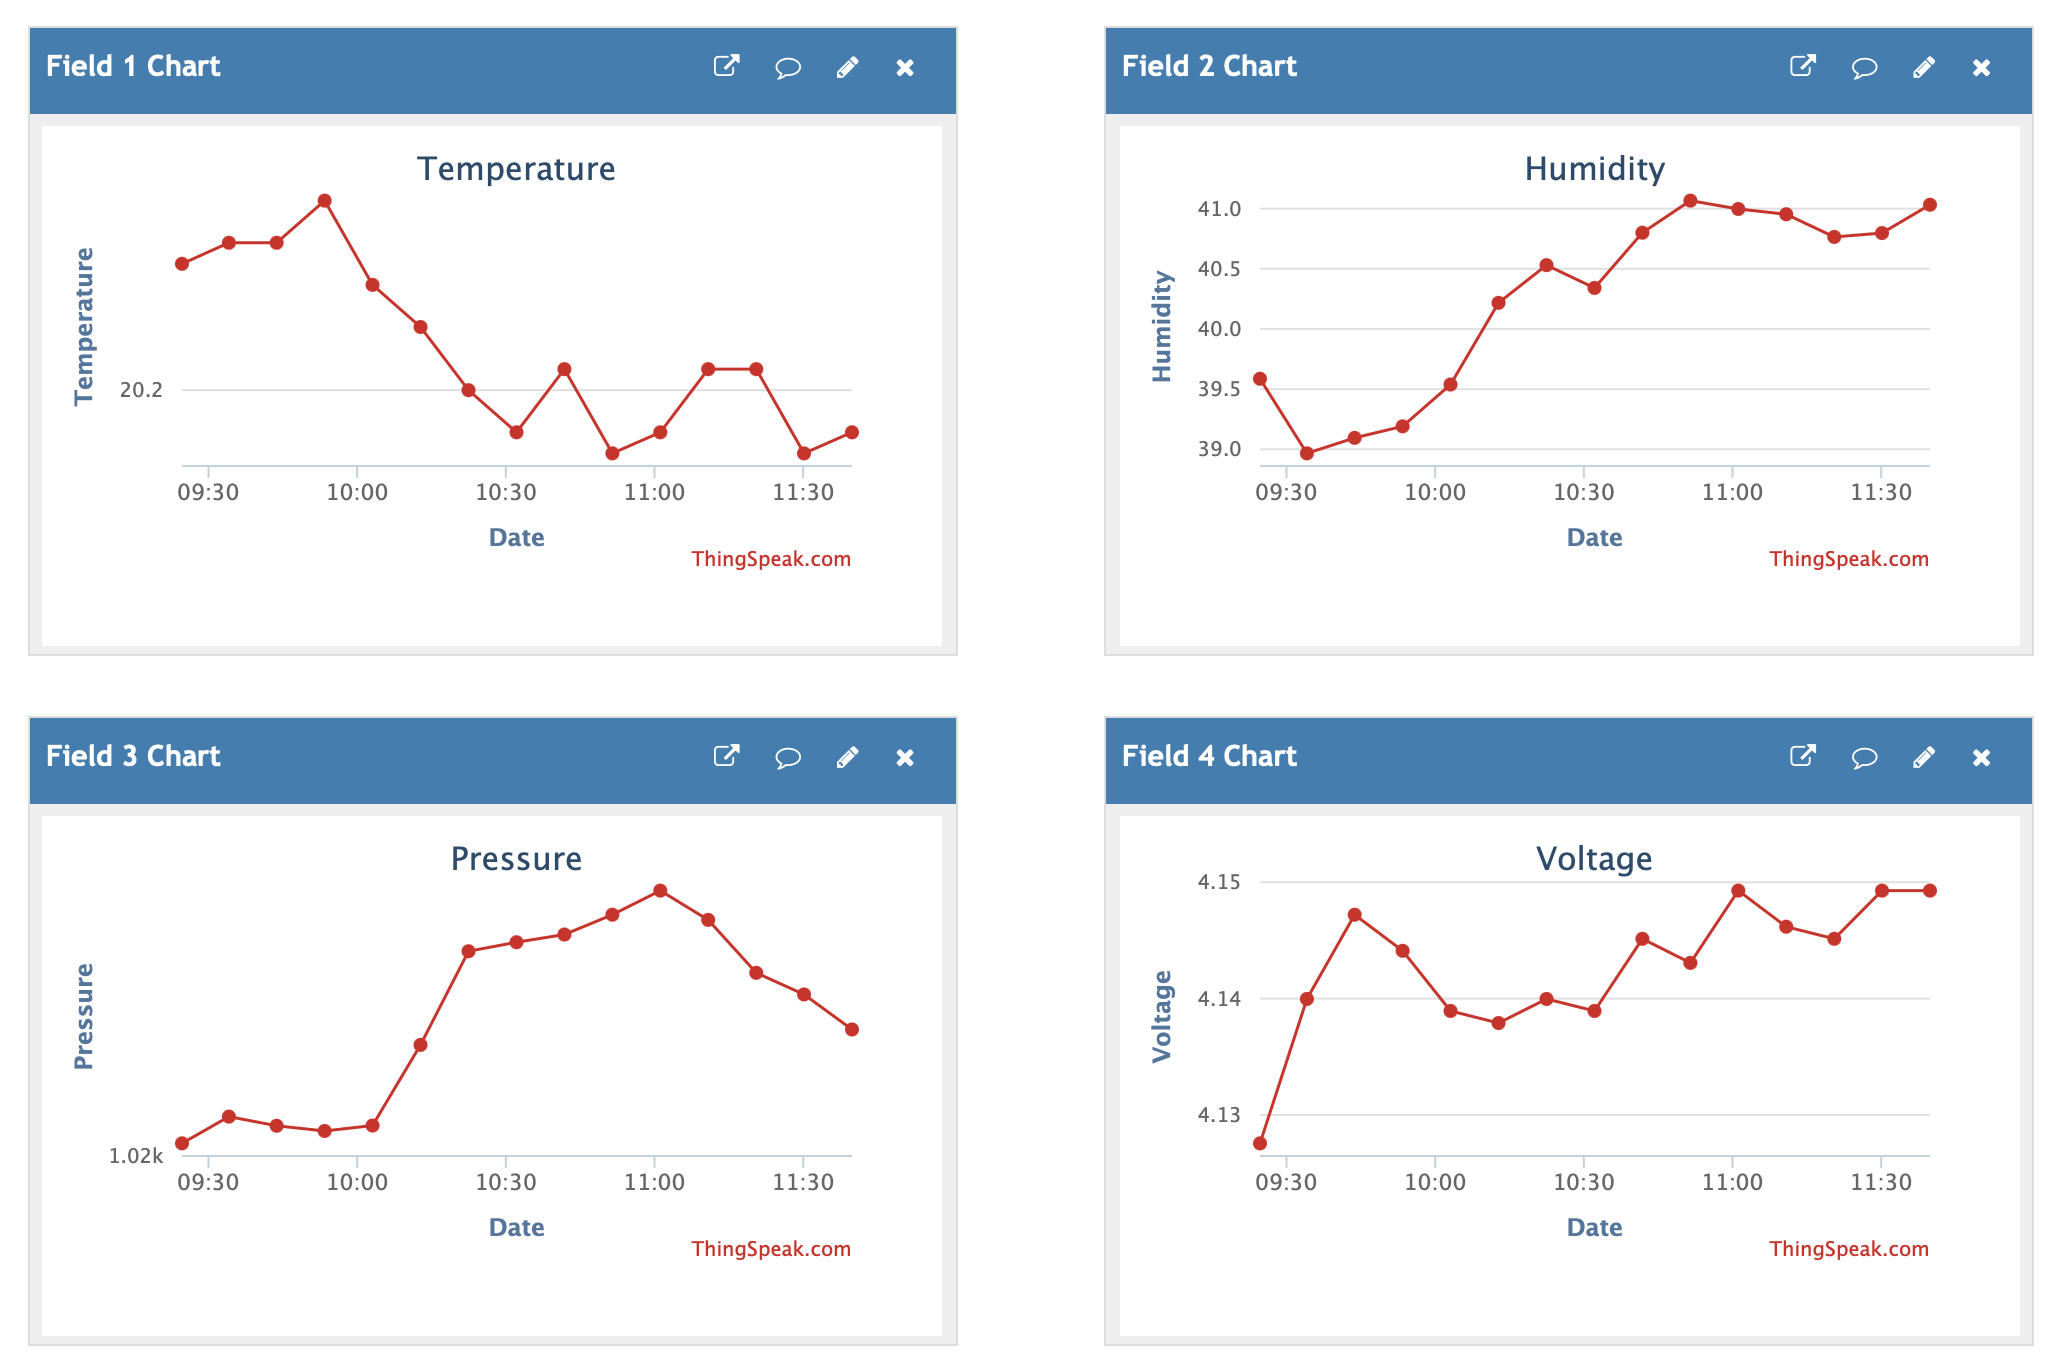 Field 1 Chart
Temperature
Temperature
20.2
09:30 10:00 10:30 11:00 11:30
Date
ThingSpeak.com
Field 2 Chart
Humidity
Humidity
41.0
40.5
40.0
39.5
39.0
09:30 10:00 10:30 11:00 11:30
Date
ThingSpeak.com
Field 3 Chart
Pressure
Pressure
1.02k
09:30 10:00 10:30 11:00 11:30
Date
ThingSpeak.com
Field 4 Chart
Voltage
Voltage
4.15
4.14
4.13
09:30 10:00 10:30 11:00 11:30
Date
ThingSpeak.com